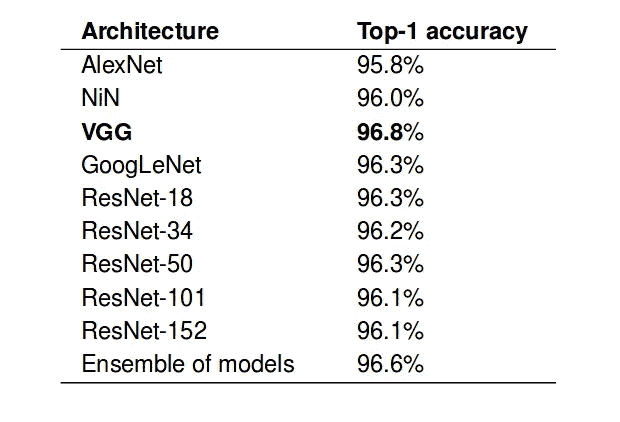 Architecture Top-1 accuracy
AlexNet 95.8%
NiN 96.0%
VGG 96.8%
GoogLeNet 96.3%
ResNet-18 96.3%
ResNet-34 96.2%
ResNet-50 96.3%
ResNet-101 96.1%
ResNet-152 96.1%
Ensemble of models 96.6%